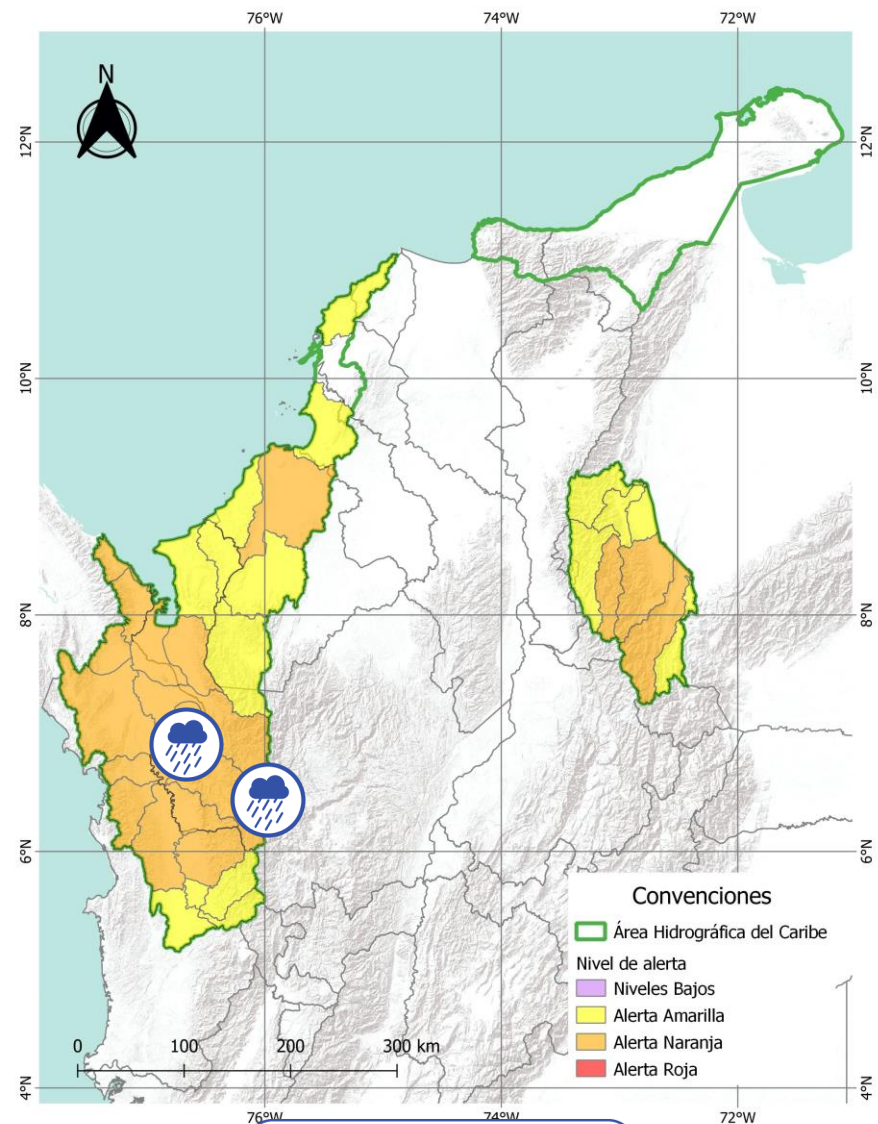 76°W 74°W 72°W
N
12°N 12°N
10°N 10°N
8°N 8°N
6°N 6°N
Convenciones
Área Hidrográfica del Caribe
Nivel de alerta
Niveles Bajos
Alerta Amarilla
Alerta Naranja
Alerta Roja
0 100 200 300 km
4°N 4°N
76°W 74°W 72°W